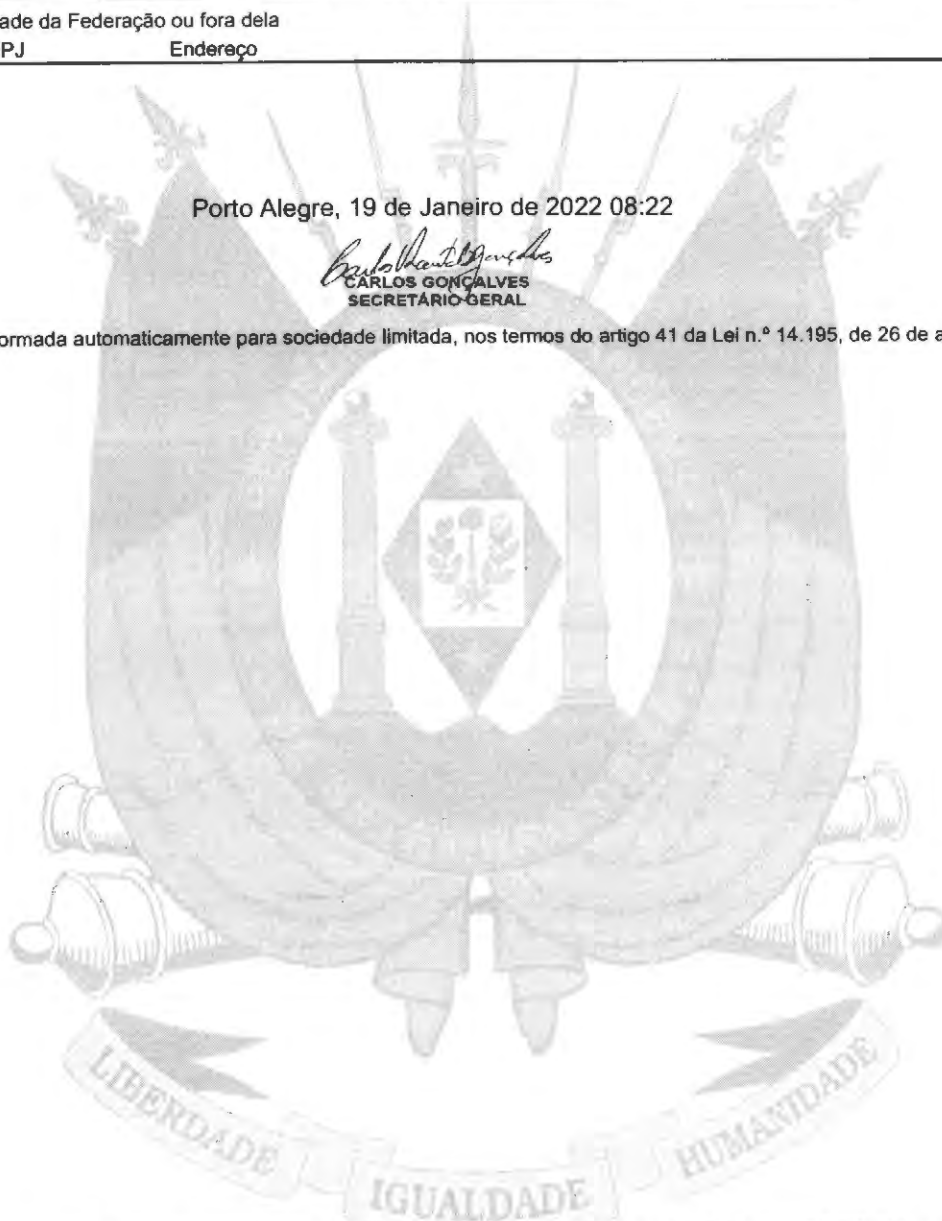 ade da Federação ou fora dela
PJ Endereço
Porto Alegre, 19 de Janeiro de 2022 08:22
CARLOS GONÇALVES
SECRETÁRIO GERAL
ormada automaticamente para sociedade limitada, nos termos do artigo 41 da Lei n.º 14.195, de 26 de a
LIBERDADE IGUALDADE HUMANIDADE